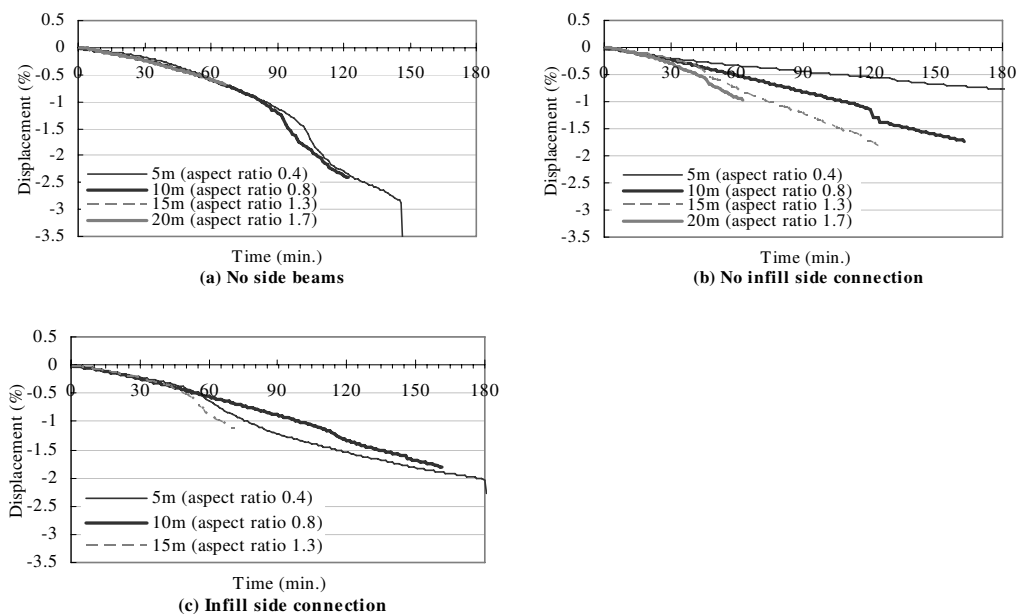 0.5
0
-0.5
-1
-1.5
-2
-2.5
-3
-3.5
Displacement (%)
0 30 60 90 120 150 180
5m (aspect ratio 0.4)
10m (aspect ratio 0.8)
15m (aspect ratio 1.3)
20m (aspect ratio 1.7)
Time (min.)
(a) No side beams
0.5
0
-0.5
-1
-1.5
-2
-2.5
-3
-3.5
Displacement (%)
0 30 60 90 120 150 180
5m (aspect ratio 0.4)
10m (aspect ratio 0.8)
15m (aspect ratio 1.3)
20m (aspect ratio 1.7)
Time (min.)
(b) No infill side connection
0.5
0
-0.5
-1
-1.5
-2
-2.5
-3
-3.5
Displacement (%)
0 30 60 90 120 150 180
5m (aspect ratio 0.4)
10m (aspect ratio 0.8)
15m (aspect ratio 1.3)
Time (min.)
(c) Infill side connection